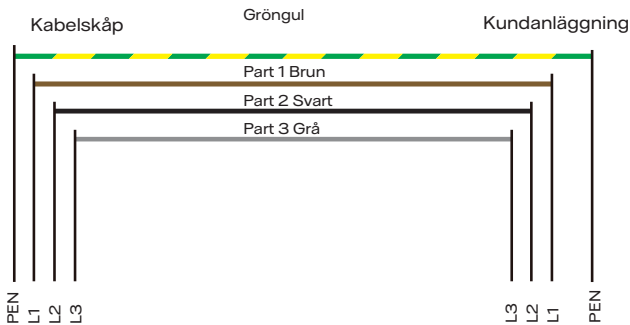 Kabelskåp
Gröngul
Kundanläggning
Part 1 Brun
Part 2 Svart
Part 3 Grå
PEN
L1
L2
L3
L3
L2
L1
PEN